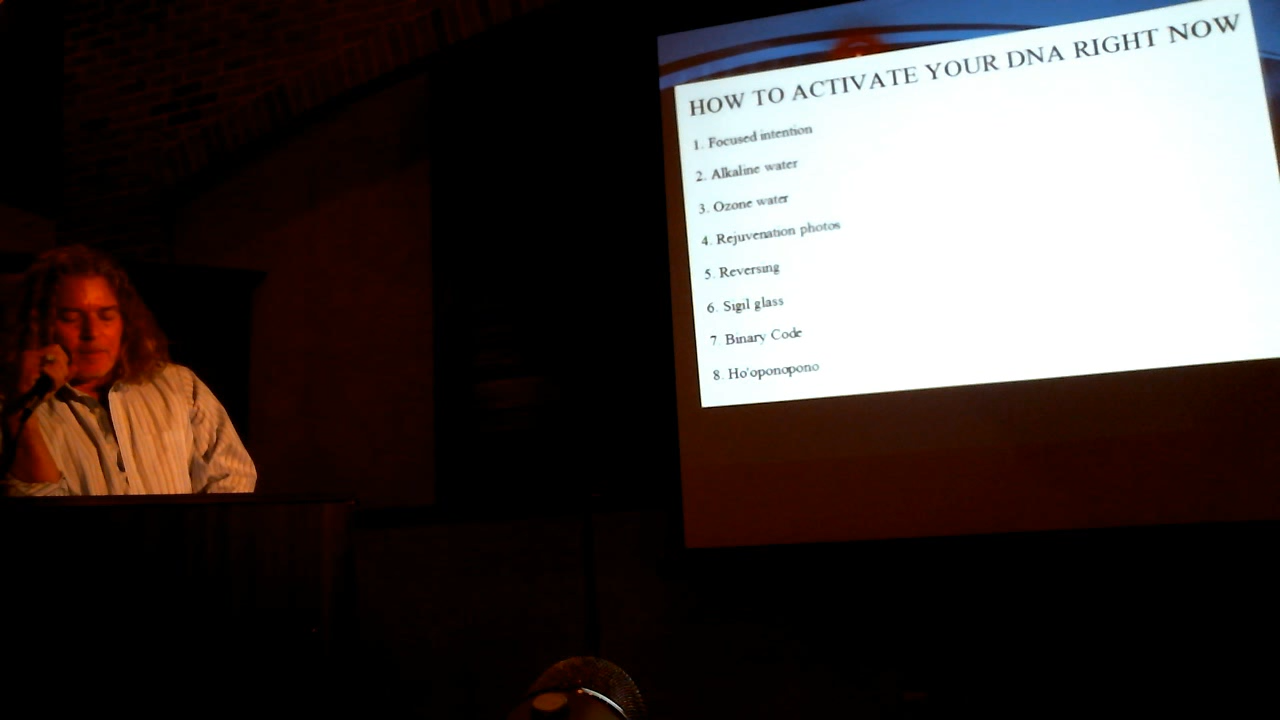 HOW TO ACTIVATE YOUR DNA RIGHT NOW
1. Focused intention
2. Alkaline water
3. Ozone water
4. Rejuvenation photos
5. Reversing
6. Sigil glass
7. Binary Code
8. Ho'oponopono